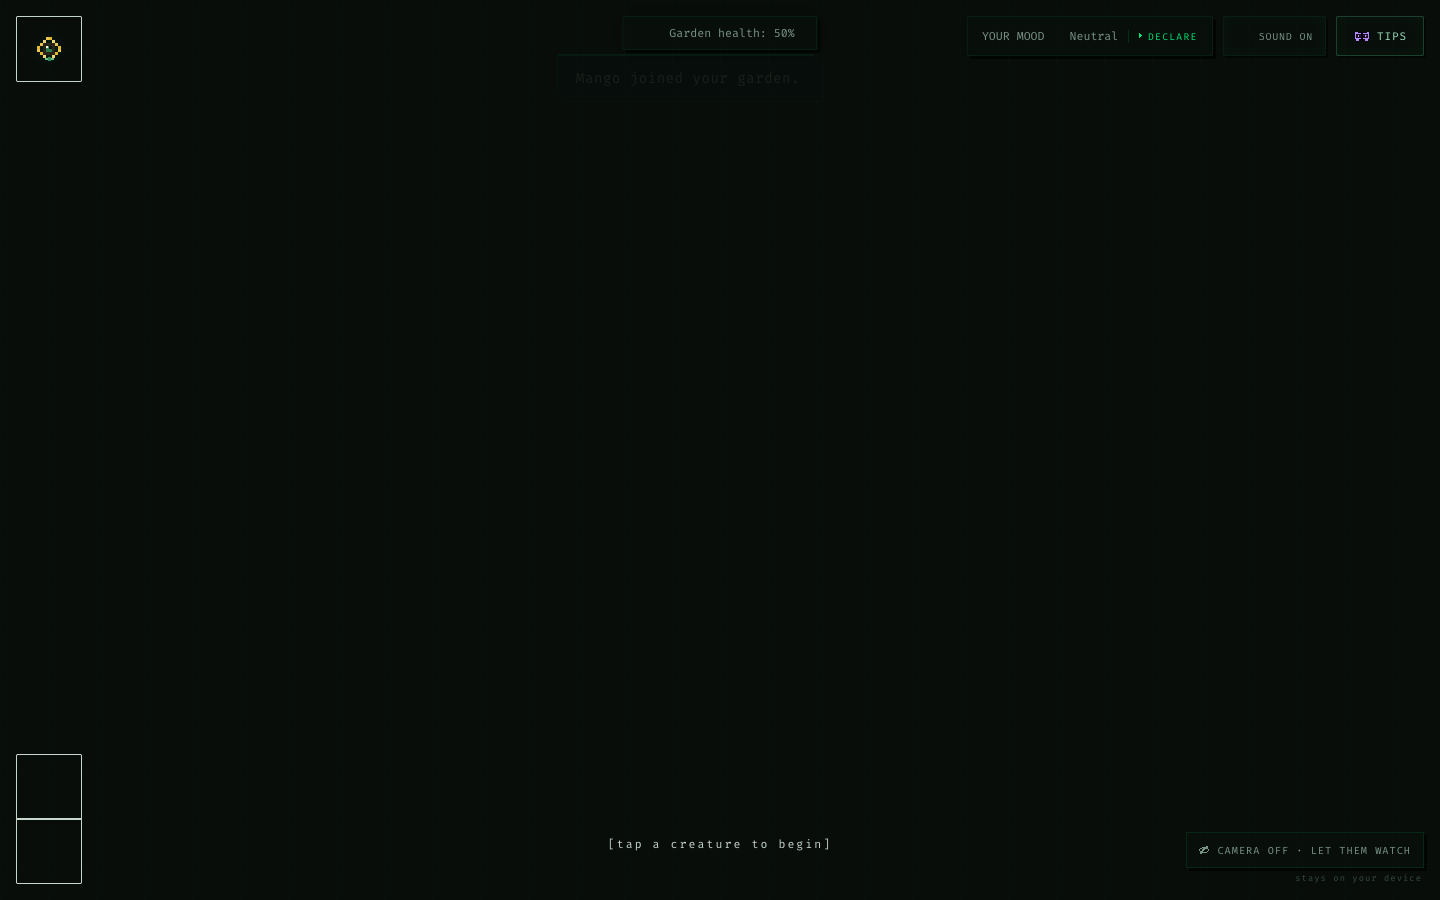 Garden health: 50%
YOUR MOOD Neutral DECLARE
SOUND ON
TIPS
Mango joined your garden.
[tap a creature to begin]
CAMERA OFF · LET THEM WATCH
stays on your device